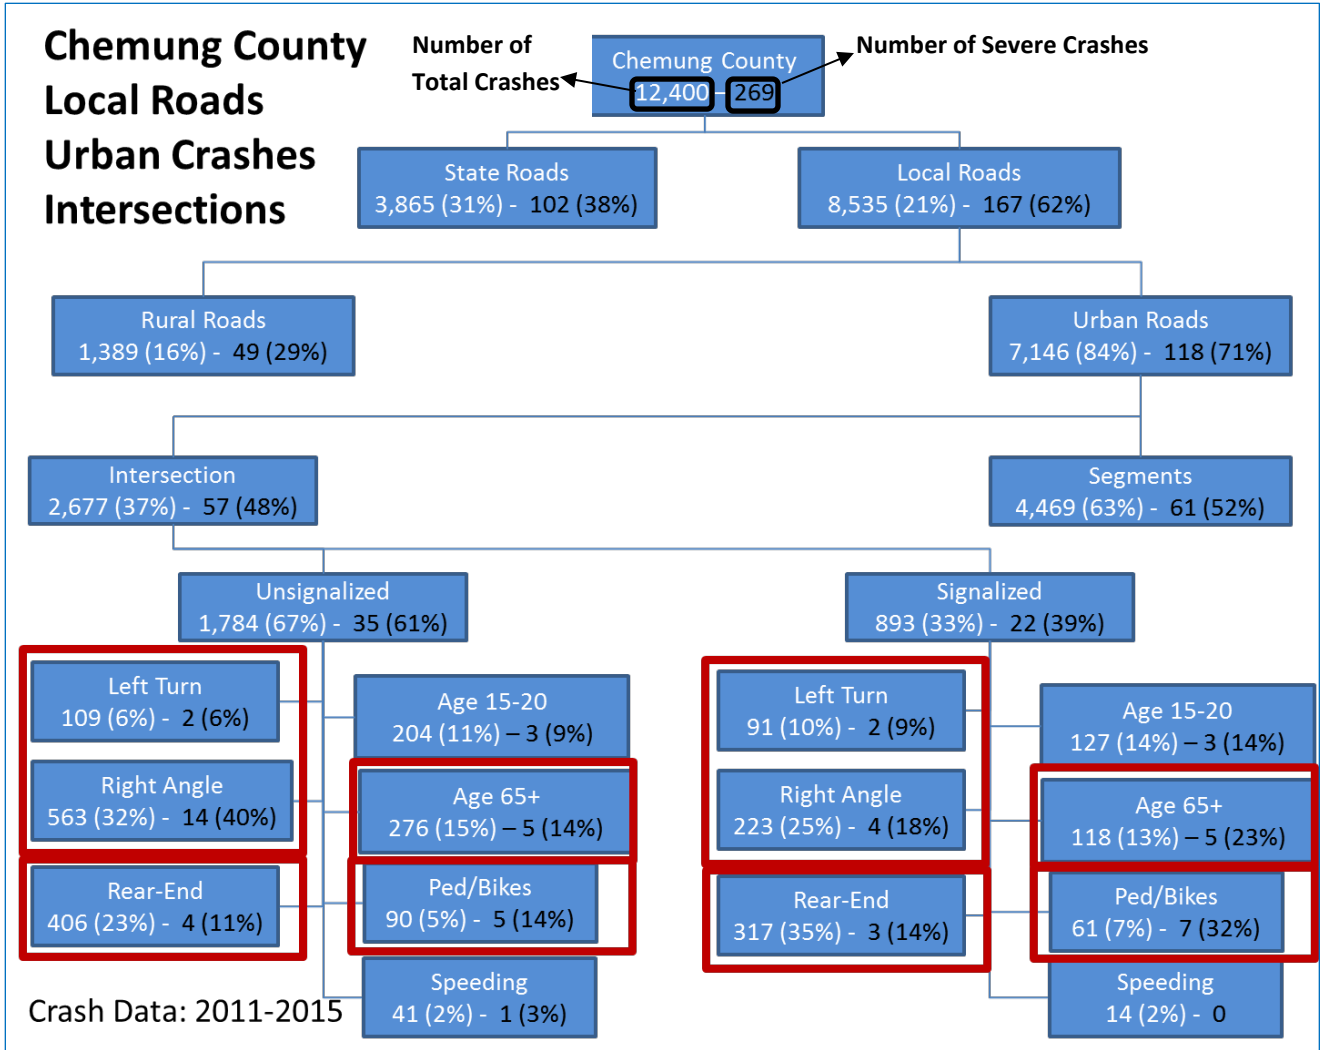 Chemung County
Local Roads
Urban Crashes
Intersections
Number of
Total Crashes
Number of Severe Crashes
Chemung County
12,400 – 269
State Roads
3,865 (31%) - 102 (38%)
Local Roads
8,535 (21%) - 167 (62%)
Rural Roads
1,389 (16%) - 49 (29%)
Urban Roads
7,146 (84%) - 118 (71%)
Intersection
2,677 (37%) - 57 (48%)
Segments
4,469 (63%) - 61 (52%)
Unsignalized
1,784 (67%) - 35 (61%)
Signalized
893 (33%) - 22 (39%)
Left Turn
109 (6%) - 2 (6%)
Right Angle
563 (32%) - 14 (40%)
Rear-End
406 (23%) - 4 (11%)
Age 15-20
204 (11%) – 3 (9%)
Age 65+
276 (15%) – 5 (14%)
Ped/Bikes
90 (5%) - 5 (14%)
Speeding
41 (2%) - 1 (3%)
Left Turn
91 (10%) - 2 (9%)
Right Angle
223 (25%) - 4 (18%)
Rear-End
317 (35%) - 3 (14%)
Age 15-20
127 (14%) – 3 (14%)
Age 65+
118 (13%) – 5 (23%)
Ped/Bikes
61 (7%) - 7 (32%)
Speeding
14 (2%) - 0
Crash Data: 2011-2015